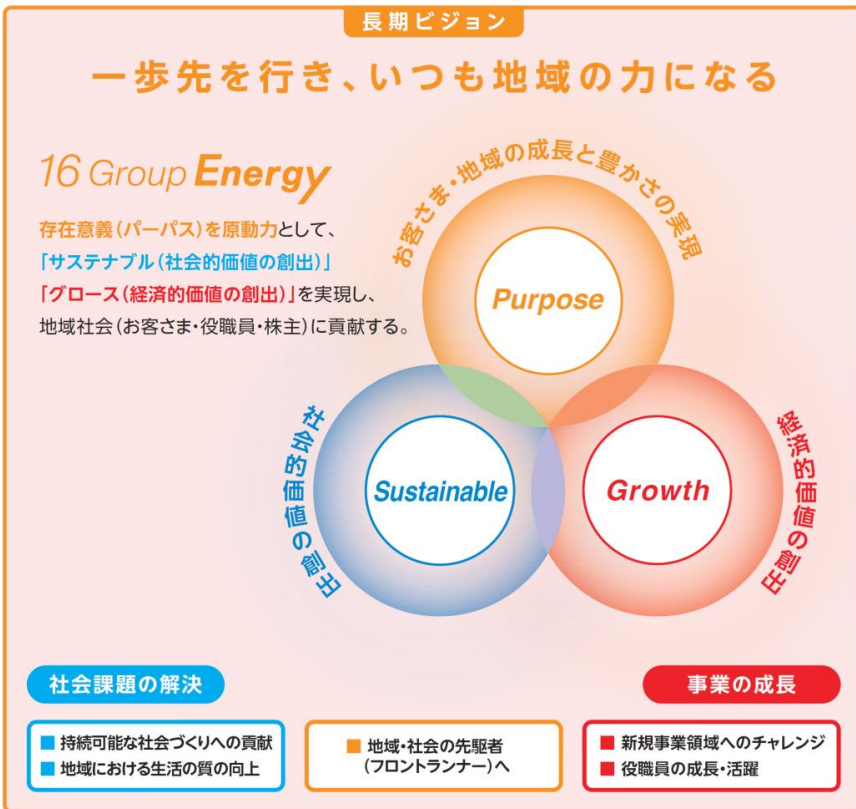 長期ビジョン
一歩先を行き、いつも地域の力になる
16 Group Energy
存在意義(パーパス)を原動力として、
「サステナブル(社会的価値の創出)」
「グロース(経済的価値の創出)」を実現し、
地域社会(お客さま・役職員・株主)に貢献する。
お客さま・地域の成長と豊かさの実現
Purpose
社会的価値の創出
Sustainable
Growth
経済的価値の創出
社会課題の解決
■ 持続可能な社会づくりへの貢献
■ 地域における生活の質の向上
■ 地域・社会の先駆者
(フロントランナー)へ
事業の成長
■ 新規事業領域へのチャレンジ
■ 役職員の成長・活躍